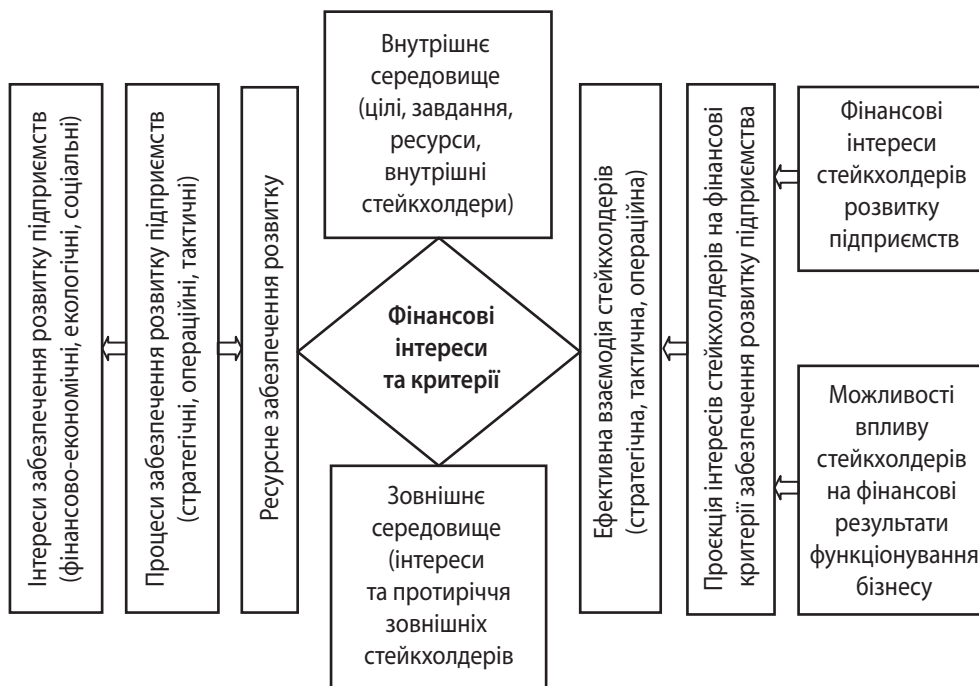 Інтереси забезпечення розвитку підприємств
(фінансово-економічні, екологічні, соціальні)
Процеси забезпечення розвитку підприємств
(стратегічні, операційні, тактичні)
Ресурсне забезпечення розвитку
Внутрішнє
середовище
(цілі, завдання,
ресурси,
внутрішні
стейкхолдери)
Фінансові
інтереси
та критерії
Зовнішнє
середовище
(інтереси
та протиріччя
зовнішніх
стейкхолдерів
Ефективна взаємодія стейкхолдерів
(стратегічна, тактична, операційна)
Проєкція інтересів стейкхолдерів на фінансові
критерії забезпечення розвитку підприємства
Фінансові
інтереси
стейкхолдерів
розвитку
підприємств
Можливості
впливу
стейкхолдерів
на фінансові
результати
функціонування
бізнесу